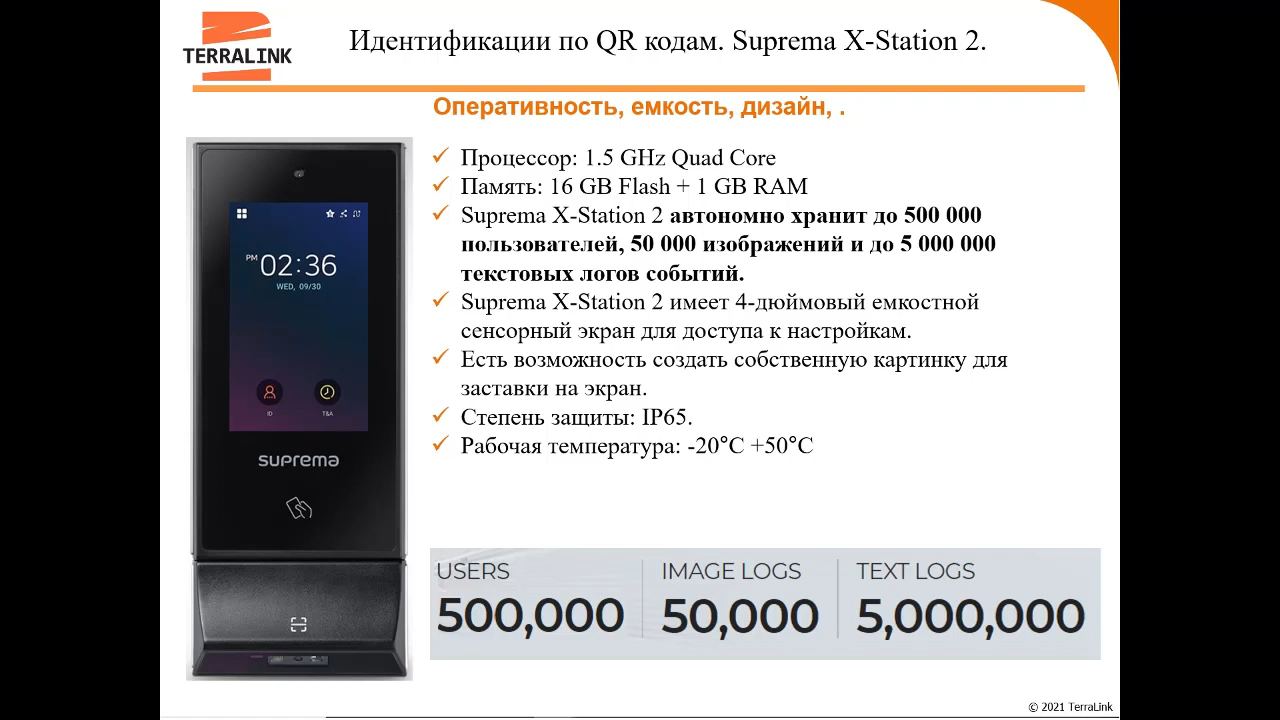 TERRALINK
Идентификации по QR кодам. Suprema X-Station 2.
Оперативность, емкость, дизайн, .
Процессор: 1.5 GHz Quad Core
Память: 16 GB Flash + 1 GB RAM
Suprema X-Station 2 автономно хранит до 500 000
пользователей, 50 000 изображений и до 5 000 000
текстовых логов событий.
Suprema X-Station 2 имеет 4-дюймовый емкостной
сенсорный экран для доступа к настройкам.
Есть возможность создать собственную картинку для
заставки на экран.
Степень защиты: IP65.
Рабочая температура: -20°C +50°C
PM 02:36
WED, 09/30
ID T&A
suprema
USERS IMAGE LOGS TEXT LOGS
500,000 50,000 5,000,000
© 2021 TerraLink